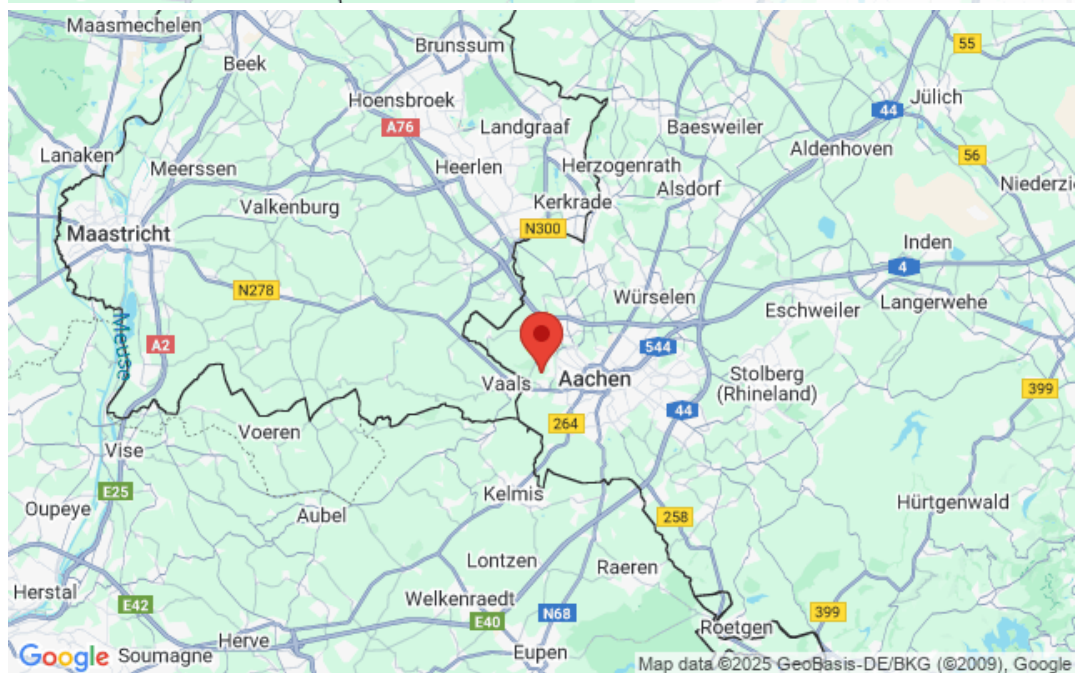 Maasmechelen
Brunssum
55
Beek
Hoensbroek
Jülich
44
A76
Landgraaf
Baesweiler
Lanaken
Meerssen
Heerlen
Herzogenrath
Aldenhoven
56
Alsdorf
Niederzi
Valkenburg
Kerkrade
Maastricht
N300
Inden
4
N278
Würselen
Eschweiler
Langerwehe
Meuse
A2
544
Vaals
Aachen
Stolberg
(Rhineland)
399
44
264
Voeren
Vise
E25
Kelmis
Oupeye
Aubel
258
Hürtgenwald
Lontzen
Raeren
Herstal
E42
Welkenraedt
N68
399
E40
Roetgen
Herve
Google
Soumagne
Eupen
Map data ©2025 GeoBasis-DE/BKG (©2009), Google